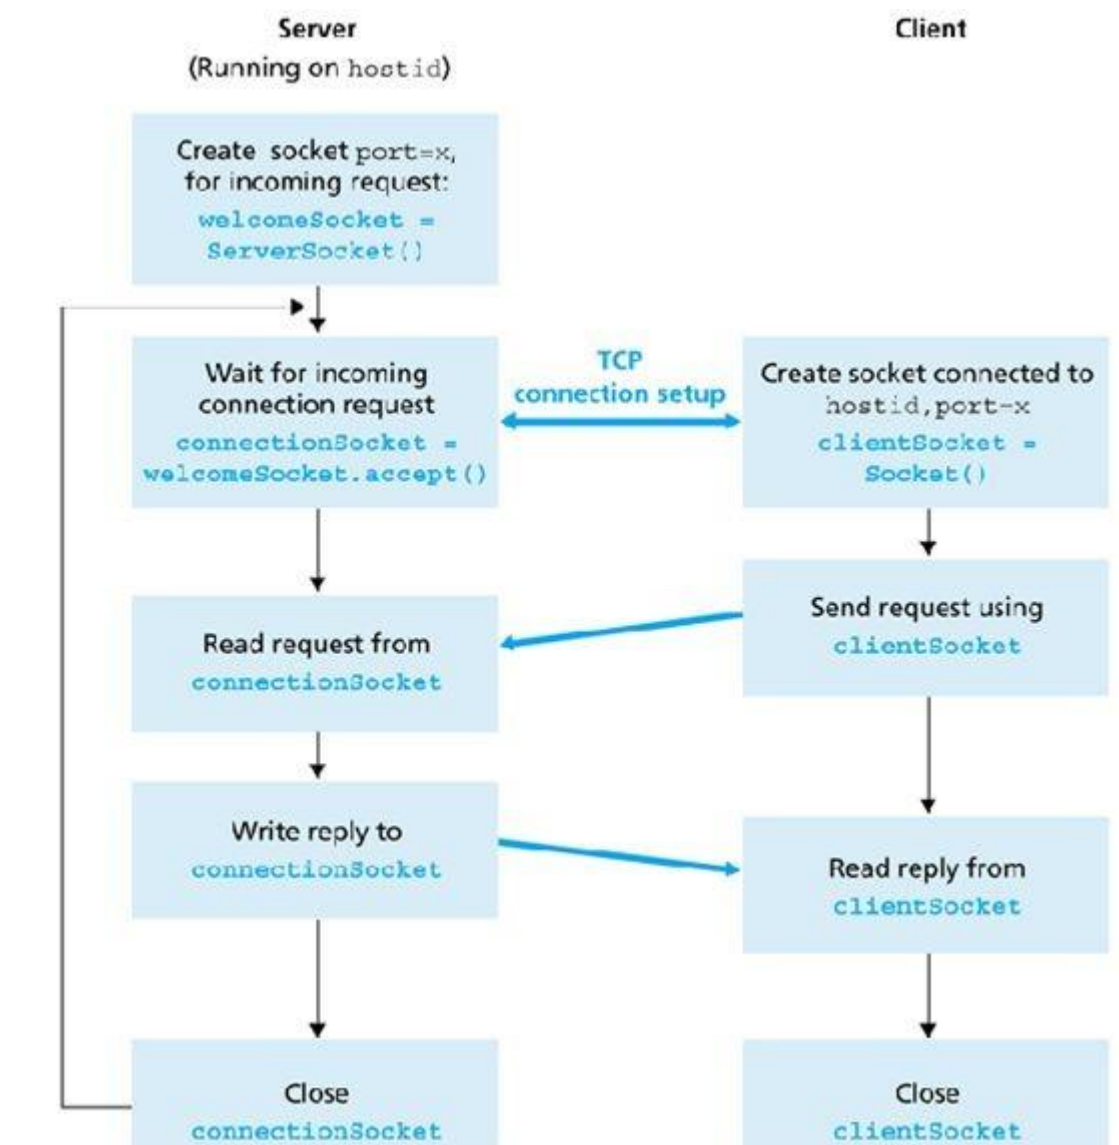 Server
(Running on hostid)
Create socket port=x,
for incoming request:
welcomeSocket =
ServerSocket()
Wait for incoming
connection request
connectionSocket =
welcomeSocket.accept()
Read request from
connectionSocket
Write reply to
connectionSocket
Close
connectionSocket
TCP
connection setup
Client
Create socket connected to
hostid,port=x
clientSocket =
Socket()
Send request using
clientSocket
Read reply from
clientSocket
Close
clientSocket